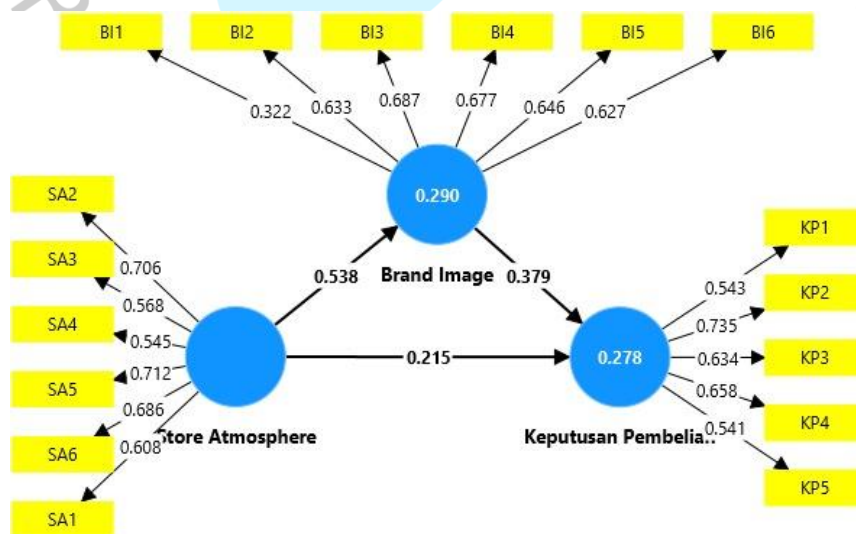 BI1 BI2 BI3 BI4 BI5 BI6
0.322 0.633 0.687 0.677 0.646 0.627
0.290
Brand Image
SA2
SA3
SA4
SA5
SA6
SA1
0.706
0.568
0.545
0.712
0.686
0.608
Store Atmosphere
0.538
0.379
0.215
0.278
Keputusan Pembelia..
0.543
0.735
0.634
0.658
0.541
KP1
KP2
KP3
KP4
KP5